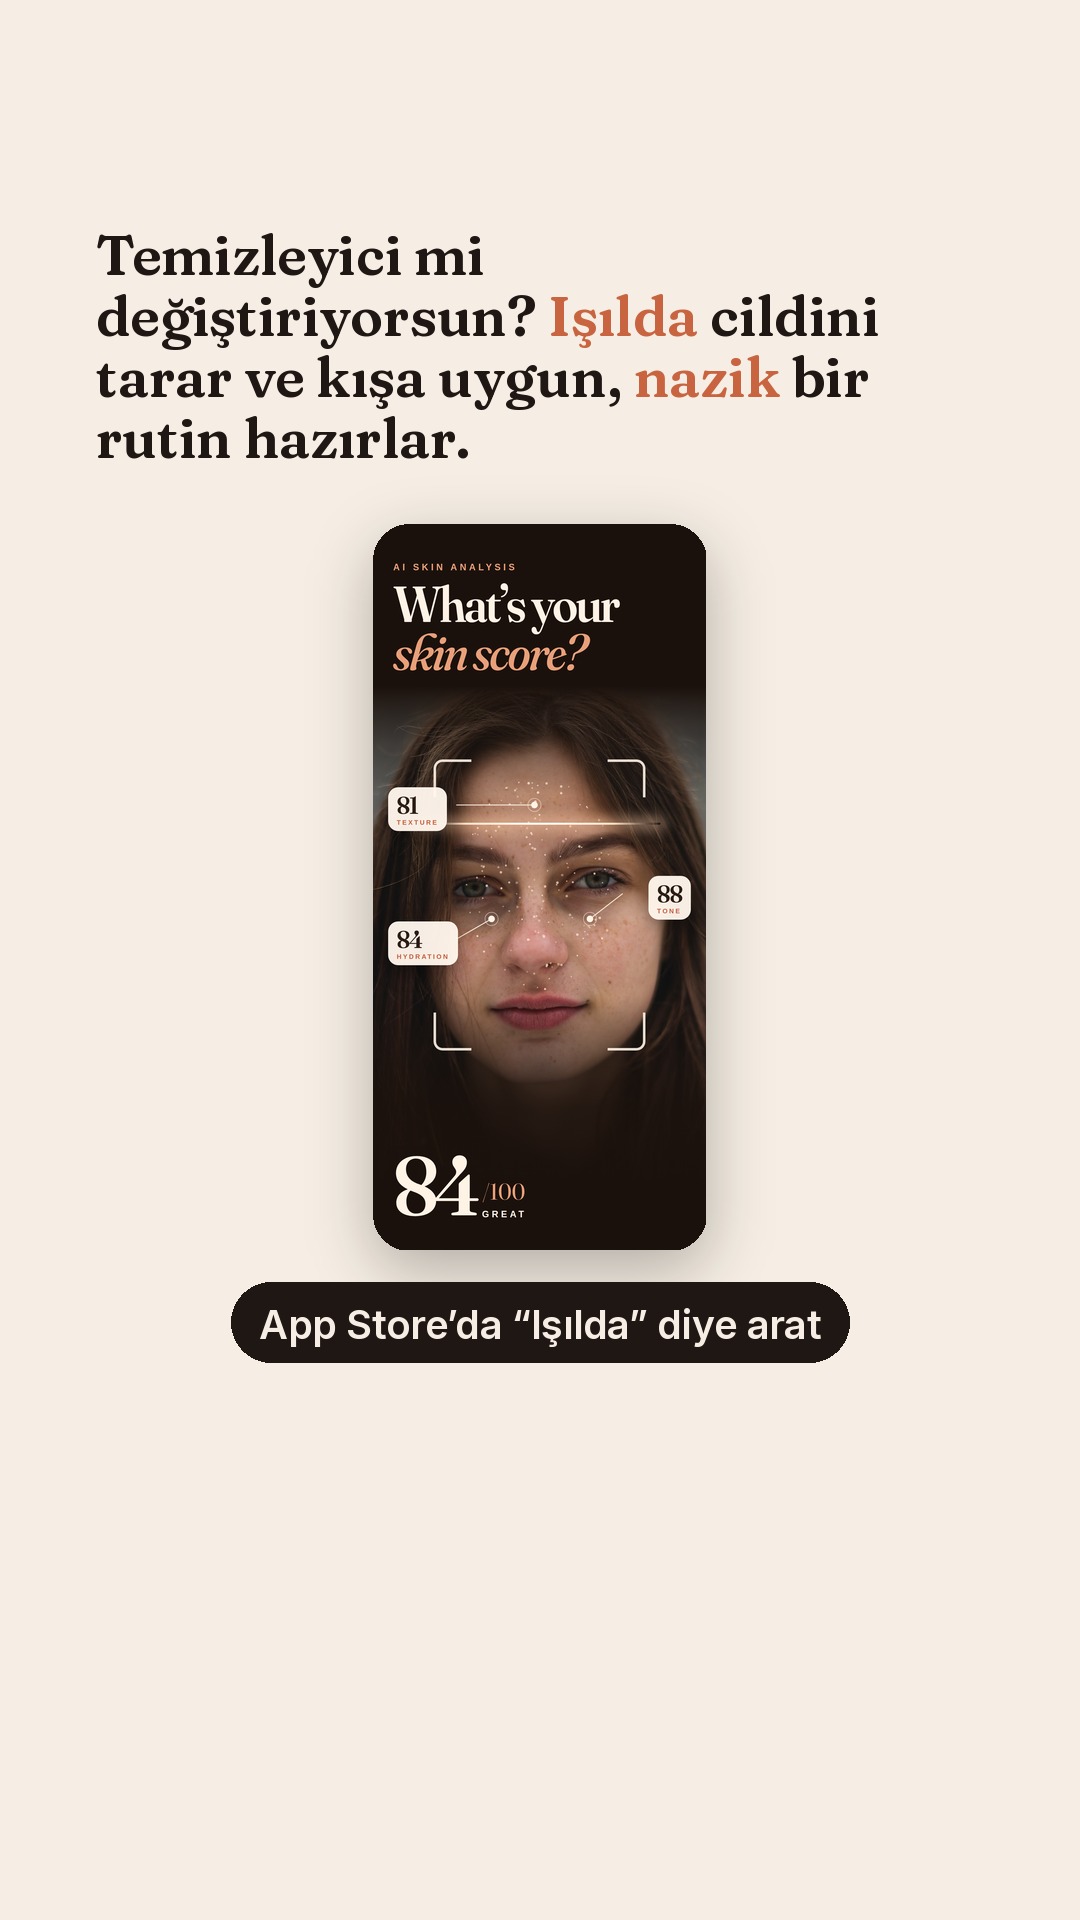 Temizleyici mi
değiştiriyorsun? Işılda cildini
tarar ve kışa uygun, nazik bir
rutin hazırlar.
AI SKIN ANALYSIS
What’s your
skin score?
81
TEXTURE
88
TONE
84
HYDRATION
84 /100
GREAT
App Store’da “Işılda” diye arat